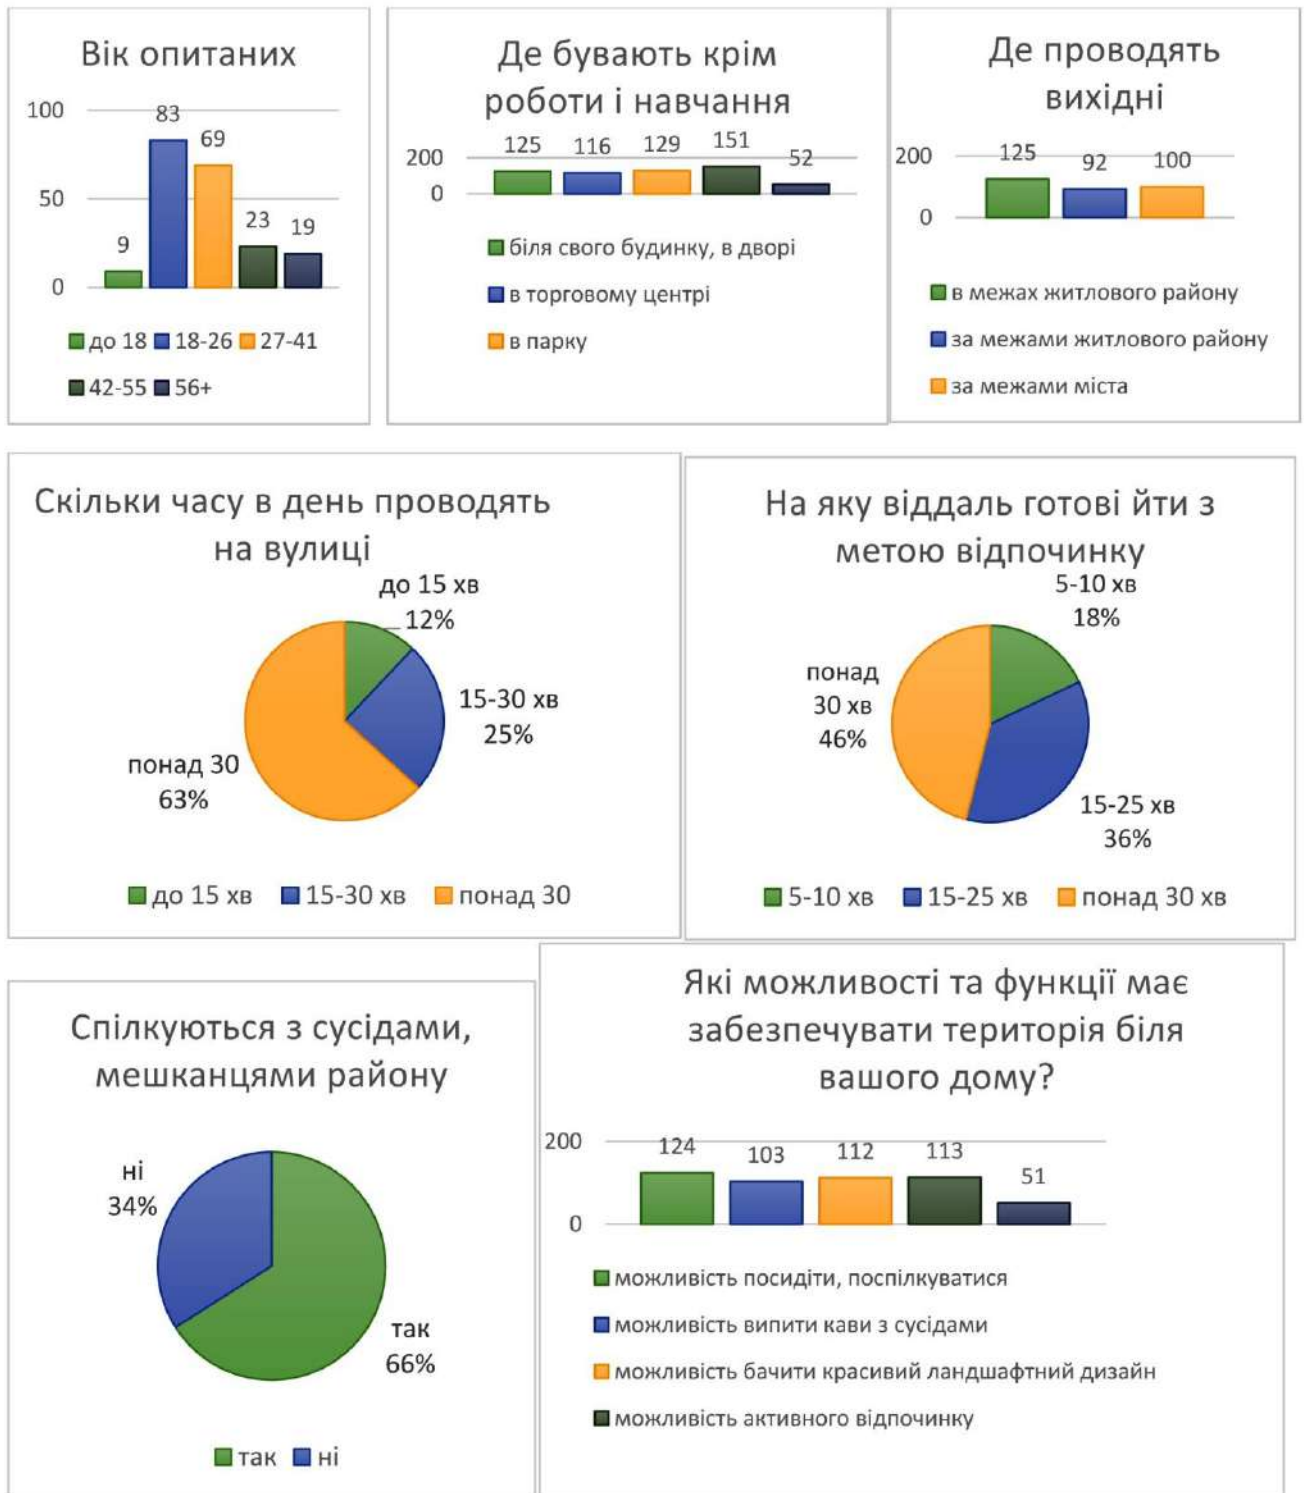 Вік опитаних
100
50
0
9
83
69
23
19
до 18 18-26 27-41
42-55 56+
Де бувають крім
роботи і навчання
200
0
125
116
129
151
52
біля свого будинку, в дворі
в торговому центрі
в парку
Де проводять
вихідні
200
0
125
92
100
в межах житлового району
за межами житлового району
за межами міста
Скільки часу в день проводять
на вулиці
до 15 хв
12%
15-30 хв
25%
понад 30
63%
до 15 хв 15-30 хв понад 30
На яку віддаль готові йти з
метою відпочинку
5-10 хв
18%
понад
30 хв
46%
15-25 хв
36%
5-10 хв 15-25 хв понад 30 хв
Спілкуються з сусідами,
мешканцями району
ні
34%
так
66%
так ні
Які можливості та функції має
забезпечувати територія біля
вашого дому?
200
0
124
103
112
113
51
можливість посидіти, поспілкуватися
можливість випити кави з сусідами
можливість бачити красивий ландшафтний дизайн
можливість активного відпочинку